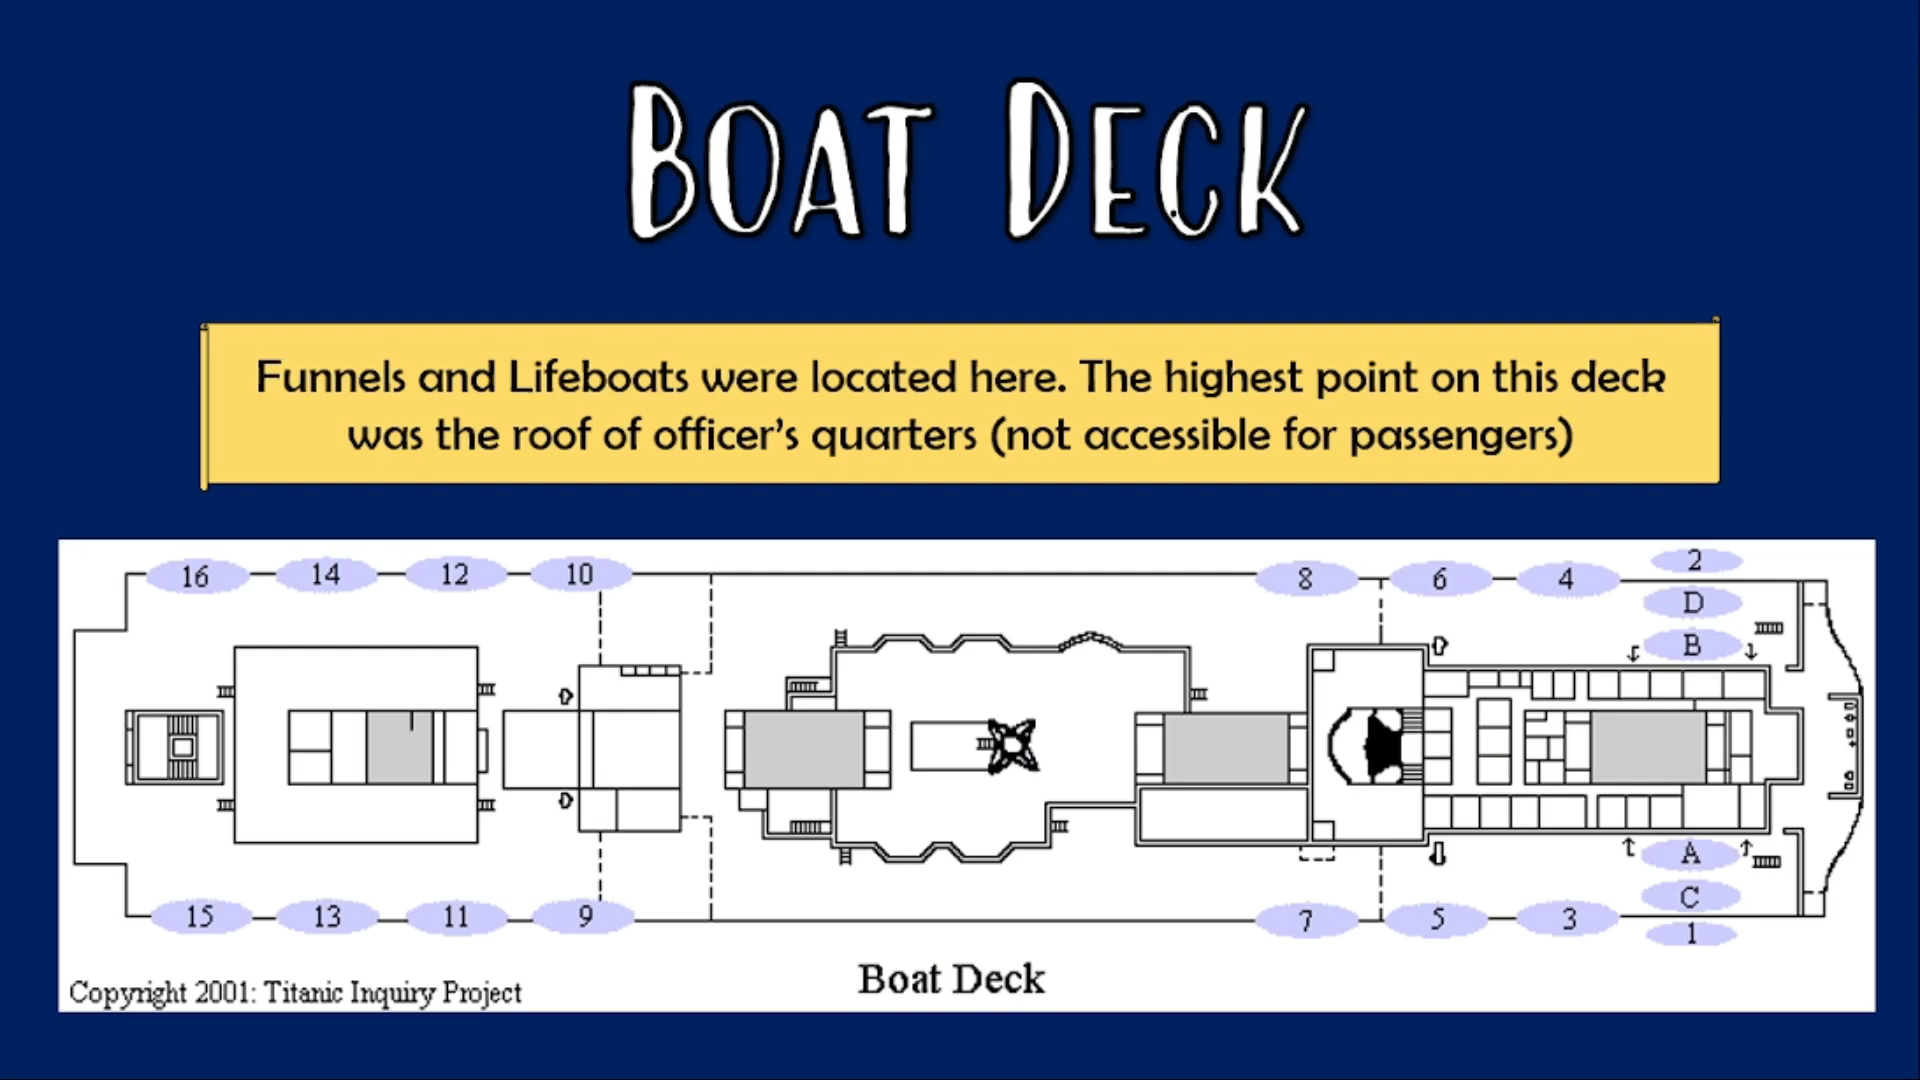 BOAT DECK
Funnels and Lifeboats were located here. The highest point on this deck
was the roof of officer's quarters (not accessible for passengers)
16 14 12 10 8 6 4 2
D
B
A
C
15 13 11 9 7 5 3 1
Boat Deck
Copyright 2001: Titanic Inquiry Project